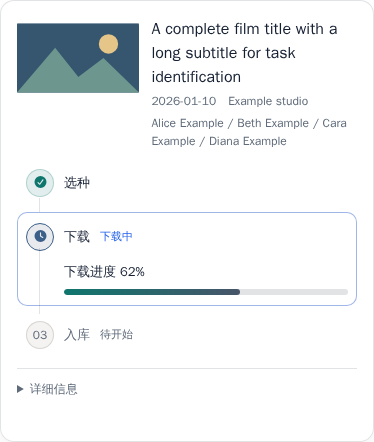 A complete film title with a
long subtitle for task
identification
2026-01-10 Example studio
Alice Example / Beth Example / Cara
Example / Diana Example
选种
下载 下载中
下载进度 62%
03 入库 待开始
详细信息